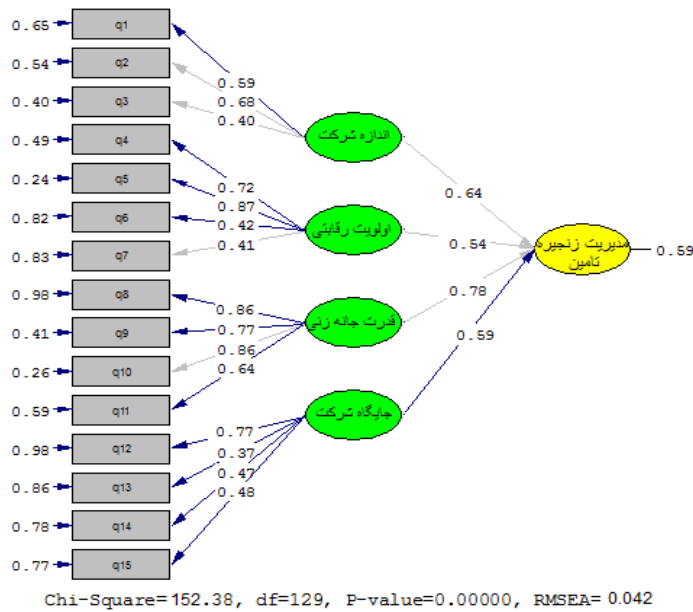 0.65 q1
0.54 q2
0.40 q3
0.49 q4
0.24 q5
0.82 q6
0.83 q7
0.98 q8
0.41 q9
0.26 q10
0.59 q11
0.98 q12
0.86 q13
0.78 q14
0.77 q15
0.59
0.68
0.40
0.72
0.87
0.42
0.41
0.86
0.77
0.86
0.64
0.77
0.37
0.47
0.48
اندازه شرکت
اولویت رقابتی
قدرت چانه زنی
جایگاه شرکت
0.64
0.54
0.78
0.59
مدیریت زنجیره
تامین
0.59
Chi-Square=152.38, df=129, P-value=0.00000, RMSEA= 0.042